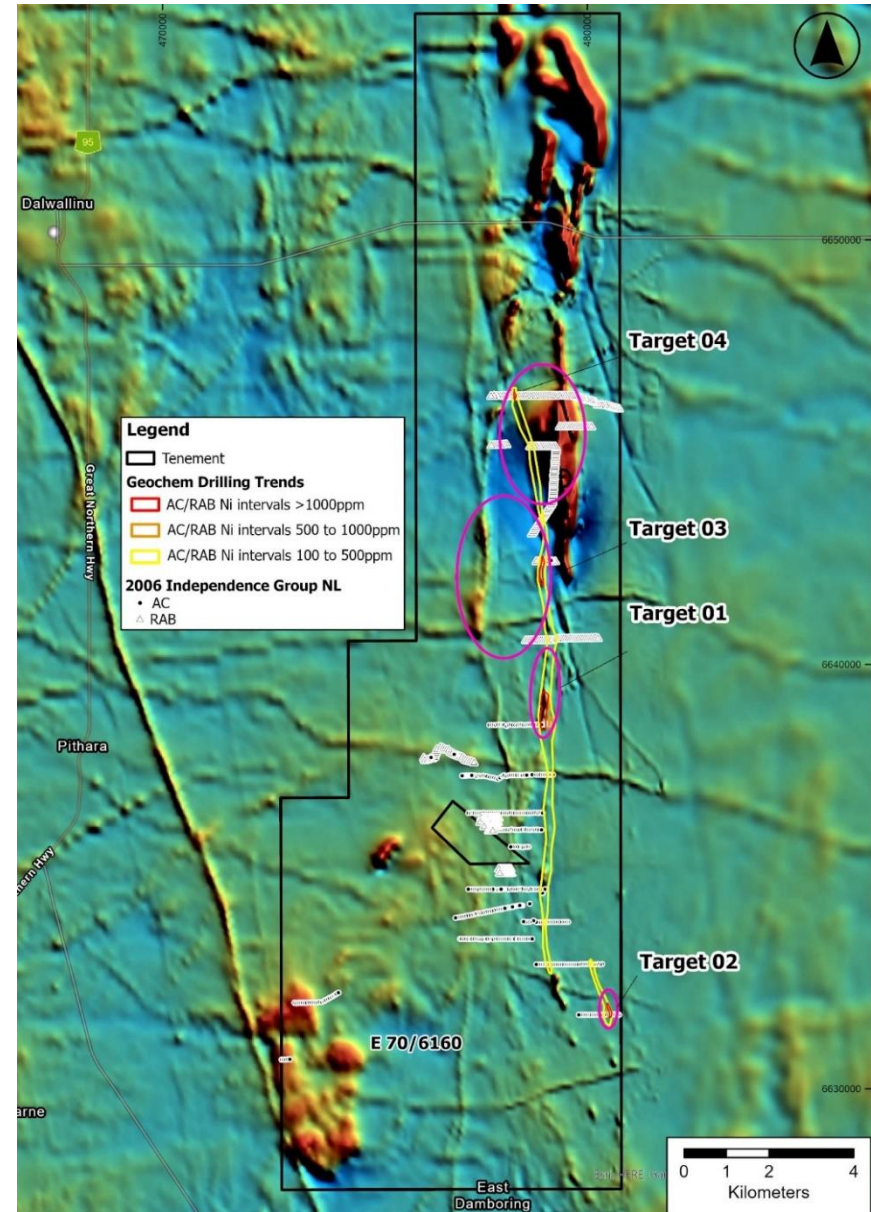 470000
480000
95
Dalwallinu
6650000
Target 04
Legend
Tenement
Geochem Drilling Trends
AC/RAB Ni intervals >1000ppm
AC/RAB Ni intervals 500 to 1000ppm
AC/RAB Ni intervals 100 to 500ppm
2006 Independence Group NL
AC
RAB
Great Northern Hwy
Target 03
Target 01
6640000
Pithara
ern Hwy
Target 02
E 70/6160
6630000
arne
East
Damboring
0 1 2 4
Kilometers